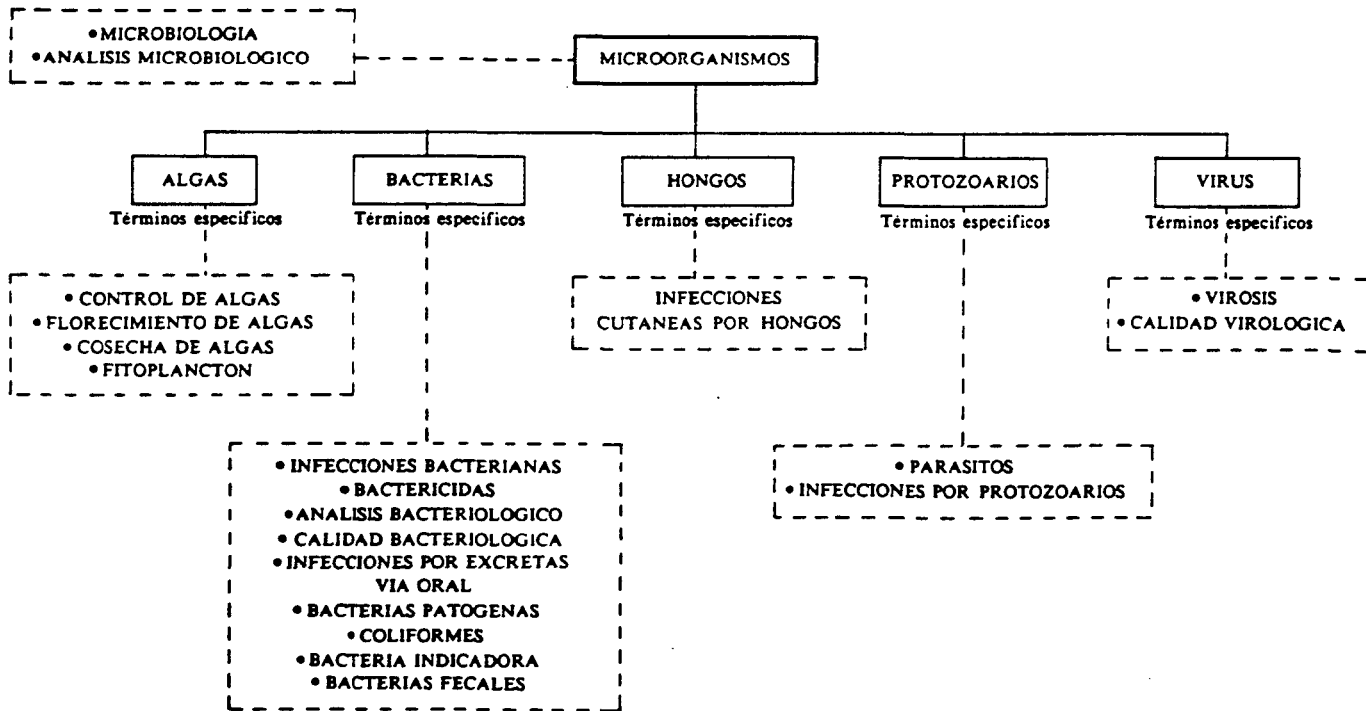 • MICROBIOLOGIA
• ANALISIS MICROBIOLOGICO
MICROORGANISMOS
ALGAS
Términos específicos
BACTERIAS
Términos específicos
HONGOS
Términos específicos
PROTOZOARIOS
Términos específicos
VIRUS
Términos específicos
• CONTROL DE ALGAS
• FLORECIMIENTO DE ALGAS
• COSECHA DE ALGAS
• FITOPLANCTON
INFECCIONES
CUTANEAS POR HONGOS
• VIROSIS
• CALIDAD VIROLOGICA
• INFECCIONES BACTERIANAS
• BACTERICIDAS
• ANALISIS BACTERIOLOGICO
• CALIDAD BACTERIOLOGICA
• INFECCIONES POR EXCRETAS
VIA ORAL
• BACTERIAS PATOGENAS
• COLIFORMES
• BACTERIA INDICADORA
• BACTERIAS FECALES
• PARASITOS
• INFECCIONES POR PROTOZOARIOS